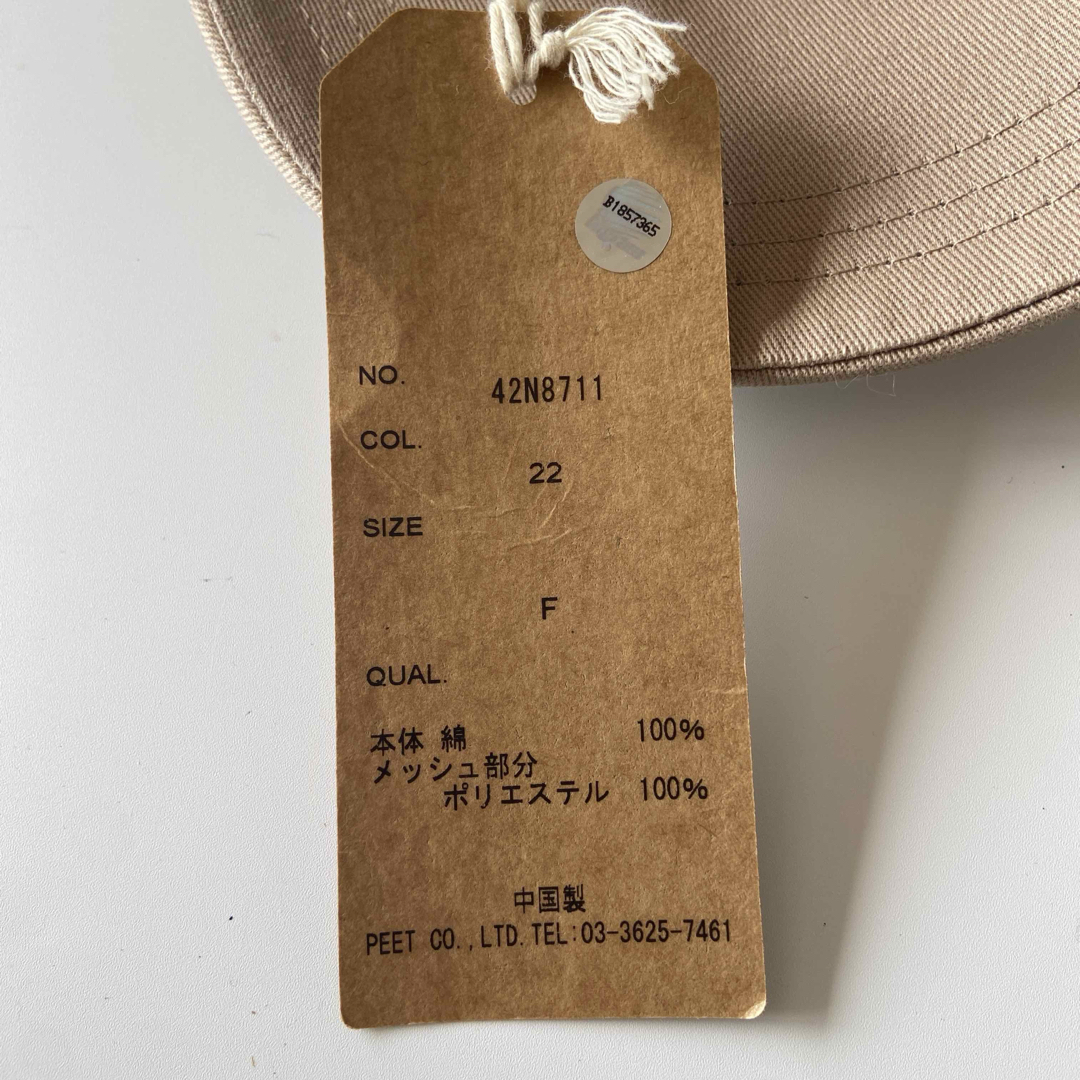 B1857365
NO. 42N8711
COL.
22
SIZE
F
QUAL.
本体 綿 100%
メッシュ部分
ポリエステル 100%
中国製
PEET CO.,LTD.TEL:03-3625-7461